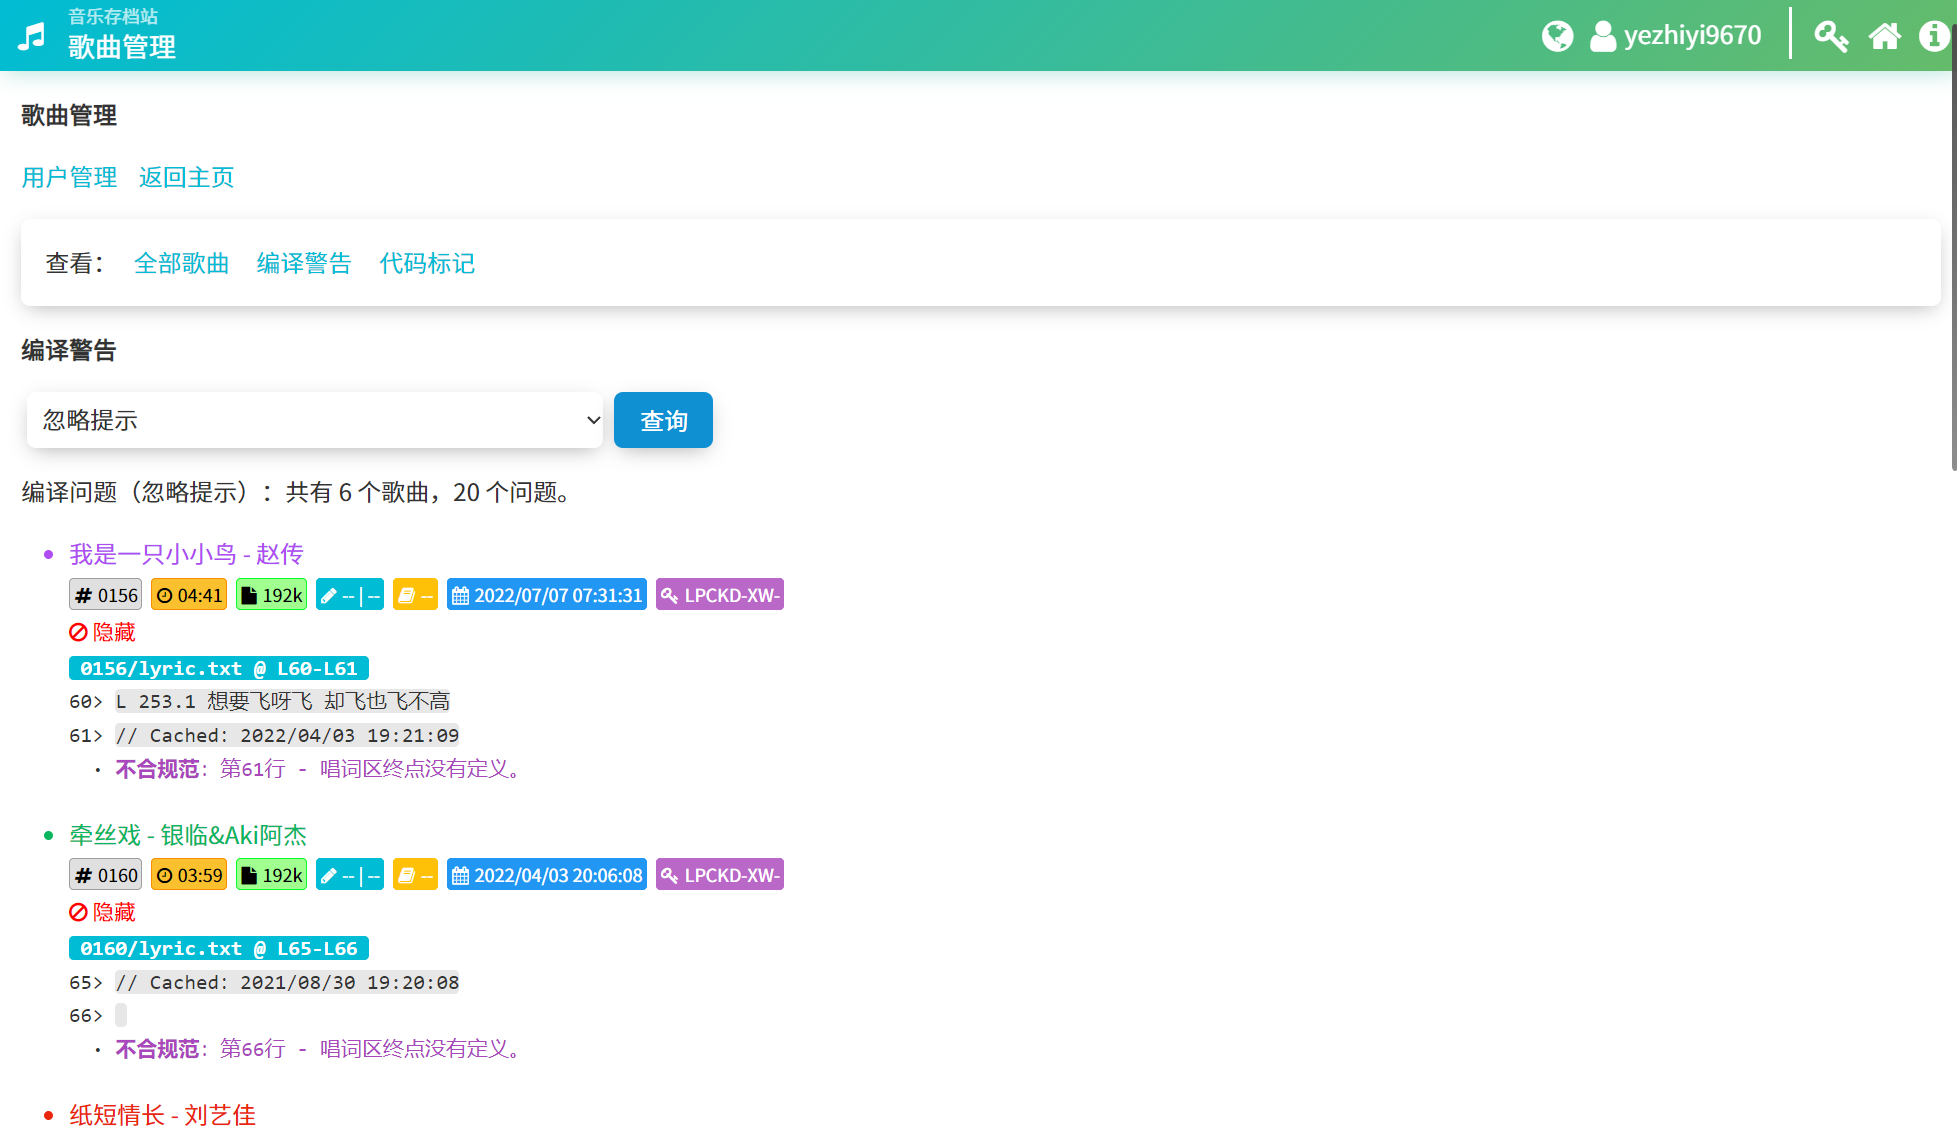 音乐存档站
歌曲管理
yezhiyi9670
歌曲管理
用户管理 返回主页
查看： 全部歌曲 编译警告 代码标记
编译警告
忽略提示 查询
编译问题（忽略提示）：共有 6 个歌曲，20 个问题。
我是一只小小鸟 - 赵传
# 0156 04:41 192k -- | -- -- 2022/07/07 07:31:31 LPCKD-XW-
隐藏
0156/lyric.txt @ L60-L61
60> L 253.1 想要飞呀飞 却飞也飞不高
61> // Cached: 2022/04/03 19:21:09
不合规范：第61行 - 唱词区终点没有定义。
牵丝戏 - 银临&Aki阿杰
# 0160 03:59 192k -- | -- -- 2022/04/03 20:06:08 LPCKD-XW-
隐藏
0160/lyric.txt @ L65-L66
65> // Cached: 2021/08/30 19:20:08
66>
不合规范：第66行 - 唱词区终点没有定义。
纸短情长 - 刘艺佳